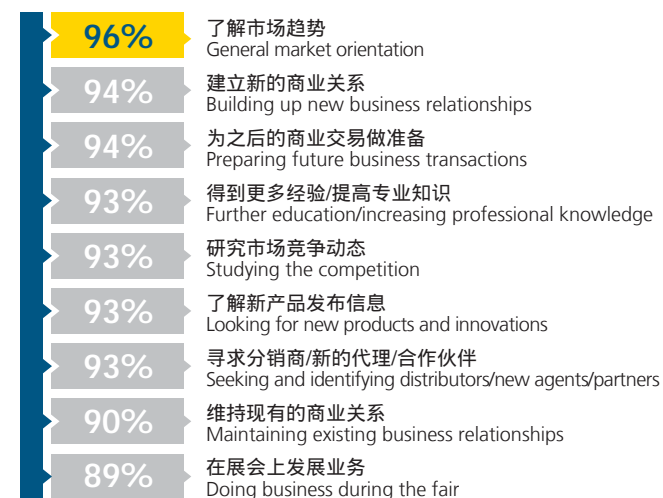 96%
了解市场趋势
General market orientation
94%
建立新的商业关系
Building up new business relationships
94%
为之后的商业交易做准备
Preparing future business transactions
93%
得到更多经验/提高专业知识
Further education/increasing professional knowledge
93%
研究市场竞争动态
Studying the competition
93%
了解新产品发布信息
Looking for new products and innovations
93%
寻求分销商/新的代理/合作伙伴
Seeking and identifying distributors/new agents/partners
90%
维持现有的商业关系
Maintaining existing business relationships
89%
在展会上发展业务
Doing business during the fair